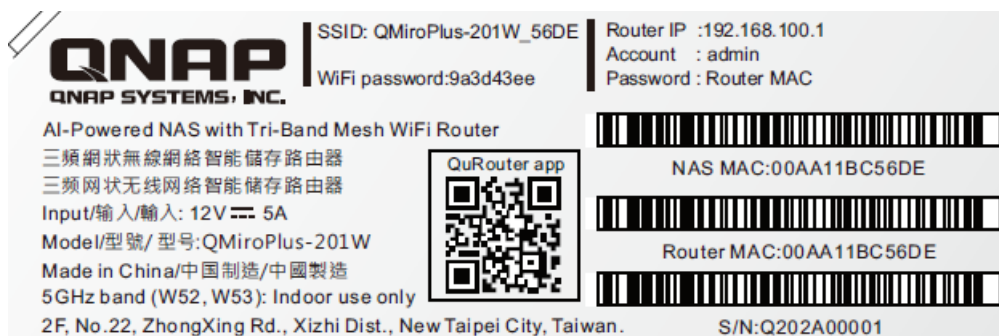 QNAP
QNAP SYSTEMS, INC.
SSID: QMiroPlus-201W_56DE
WiFi password:9a3d43ee
Router IP :192.168.100.1
Account : admin
Password : Router MAC
AI-Powered NAS with Tri-Band Mesh WiFi Router
三頻網狀無線網絡智能儲存路由器
三频网状无线网络智能储存路由器
Input/输入/輸入: 12V ⎓ 5A
Model/型號/ 型号:QMiroPlus-201W
Made in China/中国制造/中國製造
5GHz band (W52, W53): Indoor use only
2F, No.22, ZhongXing Rd., Xizhi Dist., New Taipei City, Taiwan.
QuRouter app
NAS MAC:00AA11BC56DE
Router MAC:00AA11BC56DE
S/N:Q202A00001